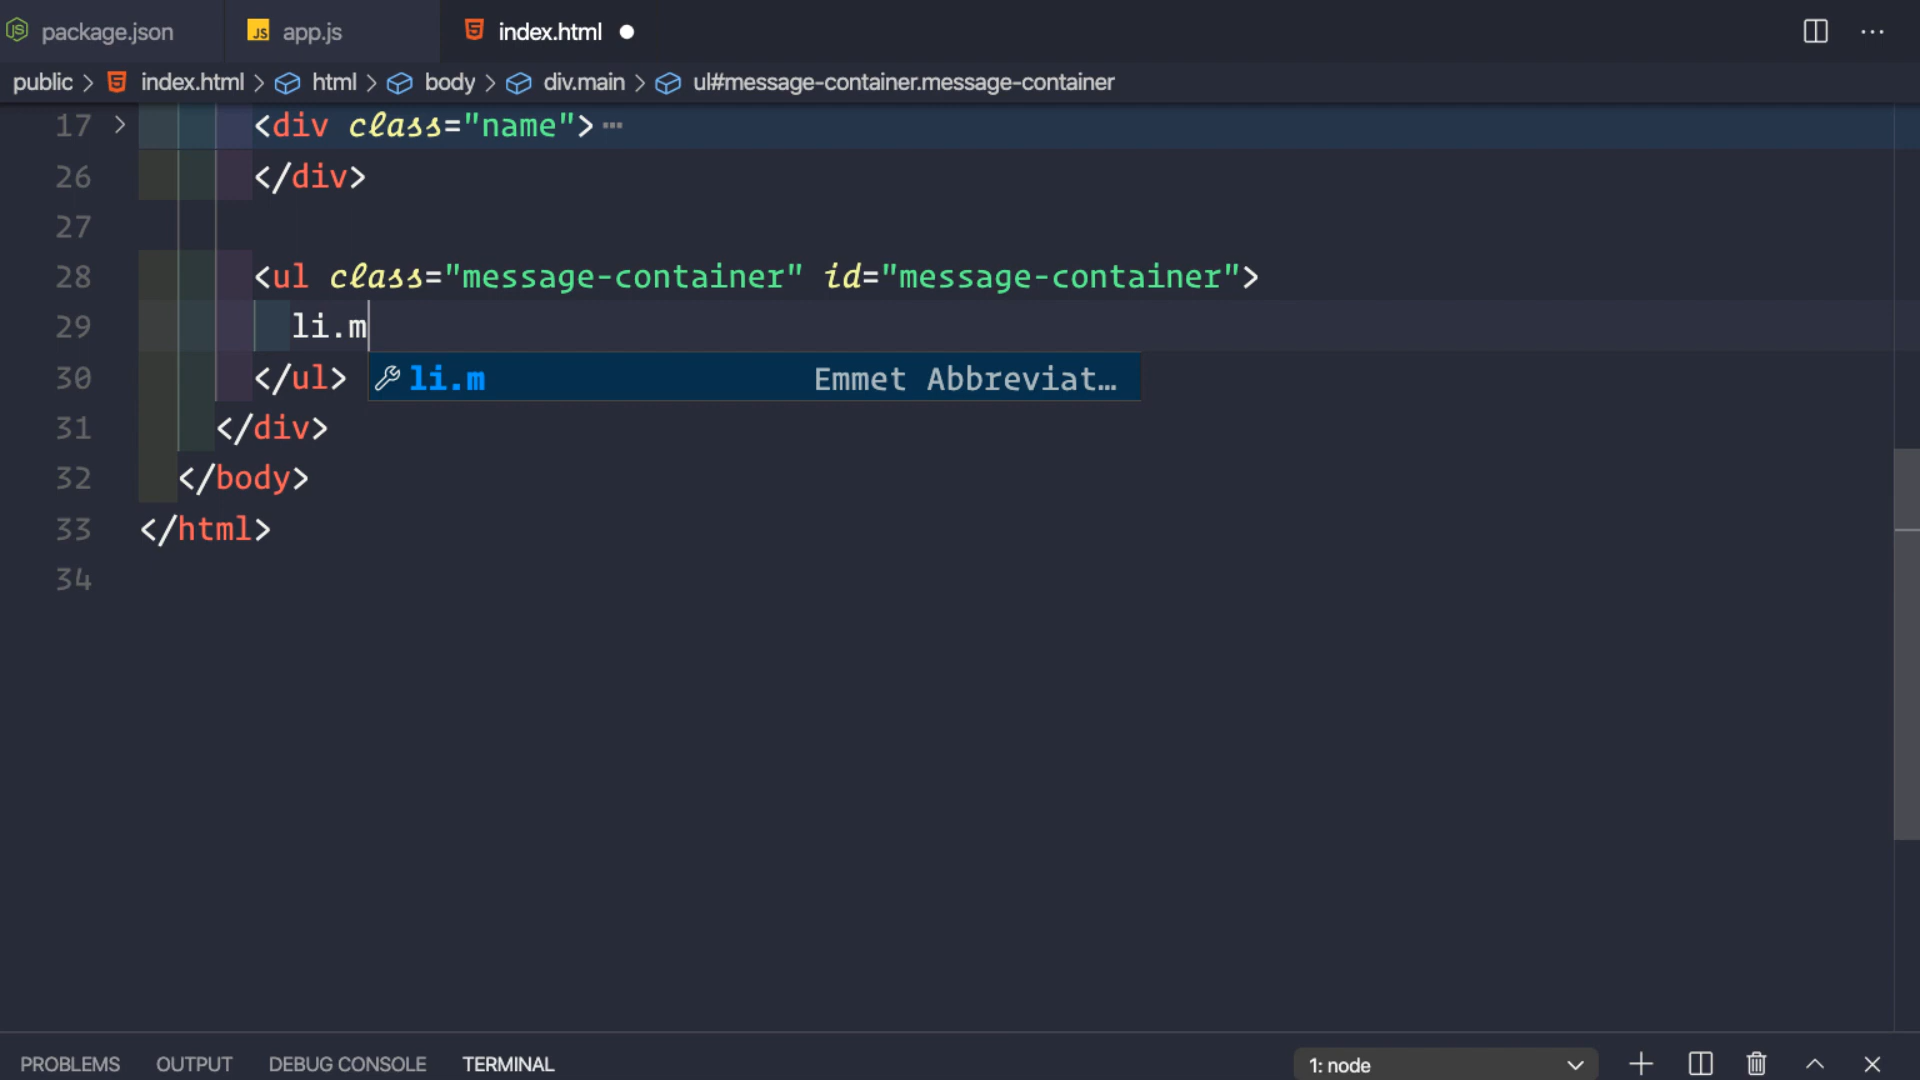 package.json JS app.js index.html
public > index.html > html > body > div.main > ul#message-container.message-container
17 > <div class="name">
26 </div>
27
28 <ul class="message-container" id="message-container">
29 li.m
30 </ul> li.m Emmet Abbreviat…
31 </div>
32 </body>
33 </html>
34
PROBLEMS OUTPUT DEBUG CONSOLE TERMINAL 1: node